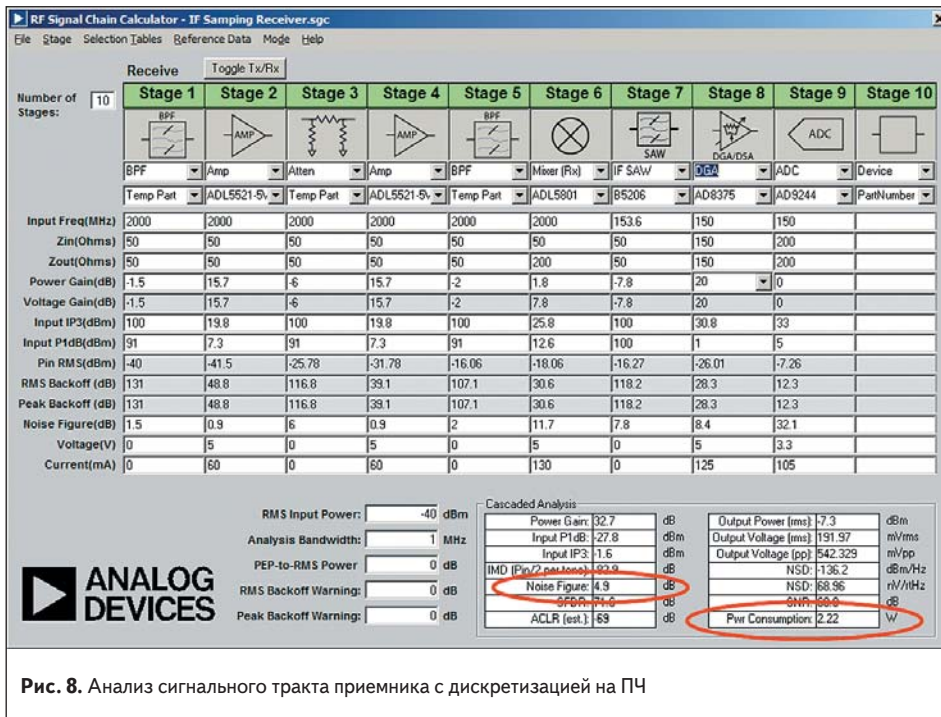 RF Signal Chain Calculator - IF Samping Receiver.sgc
File Stage Selection Tables Reference Data Mode Help
Receive Toggle Tx/Rx
Number of Stages: 10
Stage 1 Stage 2 Stage 3 Stage 4 Stage 5 Stage 6 Stage 7 Stage 8 Stage 9 Stage 10
BPF AMP AMP BPF SAW DGA/DSA ADC
BPF Amp Atten Amp BPF Mixer (Rx) IF SAW DGA ADC Device
Temp Part ADL5521-5V Temp Part ADL5521-5V Temp Part ADL5801 B5206 AD8375 AD9244 PartNumber
Input Freq(MHz) 2000 2000 2000 2000 2000 2000 153.6 150 150
Zin(Ohms) 50 50 50 50 50 50 50 150 200
Zout(Ohms) 50 50 50 50 50 200 50 150 200
Power Gain(dB) -1.5 15.7 -6 15.7 -2 1.8 -7.8 20 0
Voltage Gain(dB) -1.5 15.7 -6 15.7 -2 7.8 -7.8 20 0
Input IP3(dBm) 100 19.8 100 19.8 100 25.8 100 30.8 33
Input P1dB(dBm) 91 7.3 91 7.3 91 12.6 100 1 5
Pin RMS(dBm) -40 -41.5 -25.78 -31.78 -16.06 -18.06 -16.27 -26.01 -7.26
RMS Backoff (dB) 131 48.8 116.8 39.1 107.1 30.6 118.2 28.3 12.3
Peak Backoff (dB) 131 48.8 116.8 39.1 107.1 30.6 118.2 28.3 12.3
Noise Figure(dB) 1.5 0.9 6 0.9 2 11.7 7.8 8.4 32.1
Voltage(V) 0 5 0 5 0 5 0 5 3.3
Current(mA) 0 60 0 60 0 130 0 125 105
RMS Input Power: -40 dBm
Analysis Bandwidth: 1 MHz
PEP-to-RMS Power 0 dB
RMS Backoff Warning: 0 dB
Peak Backoff Warning: 0 dB
ANALOG
DEVICES
Cascaded Analysis
Power Gain: 32.7 dB
Input P1dB: -27.8 dBm
Input IP3: -1.6 dBm
IMD (Pin/2 per tone): dB
Noise Figure: 4.9 dB
SFDR: dB
ACLR (est.): -69 dB
Output Power (rms) -7.3 dBm
Output Voltage (rms) 191.97 mVrms
Output Voltage (pp) 542.329 mVpp
NSD: -136.2 dBm/Hz
NSD: 68.96 nV/rtHz
SNR: dB
Pwr Consumption: 2.22 W
Рис. 8. Анализ сигнального тракта приемника с дискретизацией на ПЧ